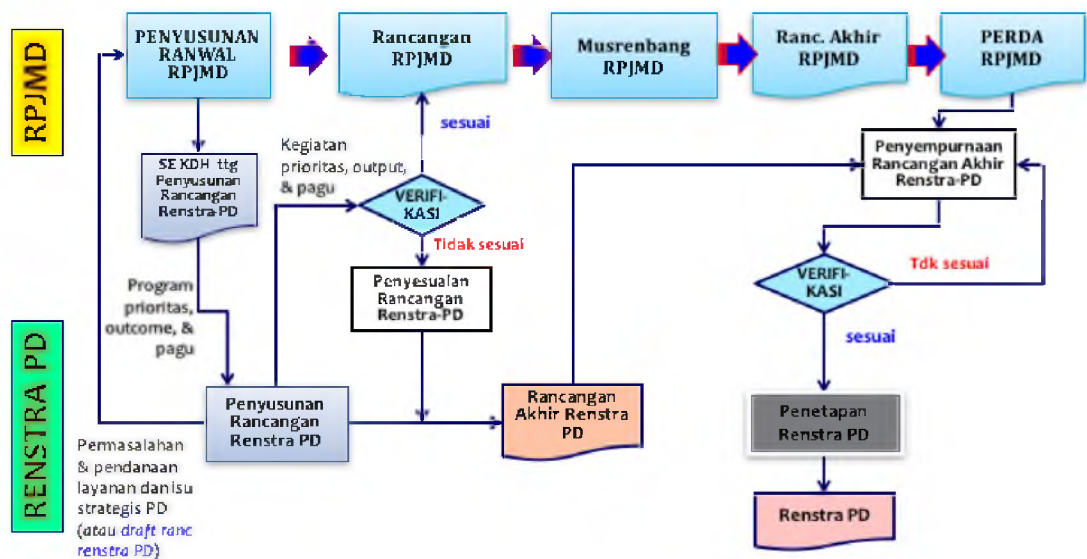 RPJMD
PENYUSUNAN
RANWAL
RPJMD
Rancangan
RPJMD
Musrenbang
RPJMD
Ranc. Akhir
RPJMD
PERDA
RPJMD
SE KDH ttg
Penyusunan
Rancangan
Renstra-PD
Kegiatan
prioritas, output,
& pagu
sesuai
VERIFI-
KASI
Tidak sesuai
Penyesuaian
Rancangan
Renstra-PD
Penyempurnaan
Rancangan Akhir
Renstra-PD
VERIFI-
KASI
Tdk sesuai
sesuai
Program
prioritas,
outcome, &
pagu
RENSTRA PD
Penyusunan
Rancangan
Renstra PD
Rancangan
Akhir Renstra
PD
Penetapan
Renstra PD
Renstra PD
Permasalahan
& pendanaan
layanan dan isu
strategis PD
(atau draft ranc
renstra PD)